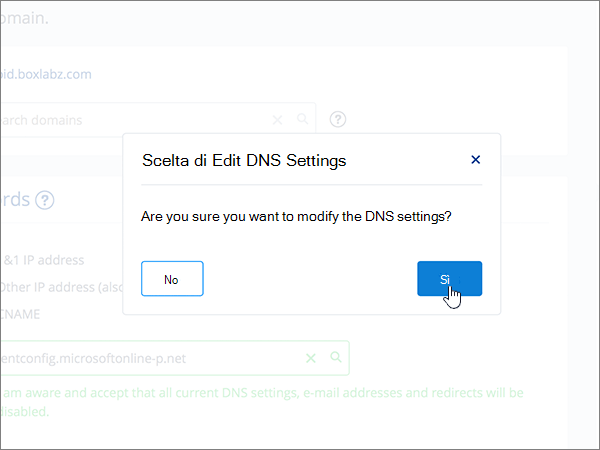 omain.
oid.boxlabz.com
arch domains
Scelta di Edit DNS Settings
rds
Are you sure you want to modify the DNS settings?
&1 IP address
Other IP address (also
No
Sì
CNAME
entconfig.microsoftonline-p.net
am aware and accept that all current DNS settings, e-mail addresses and redirects will be
disabled.